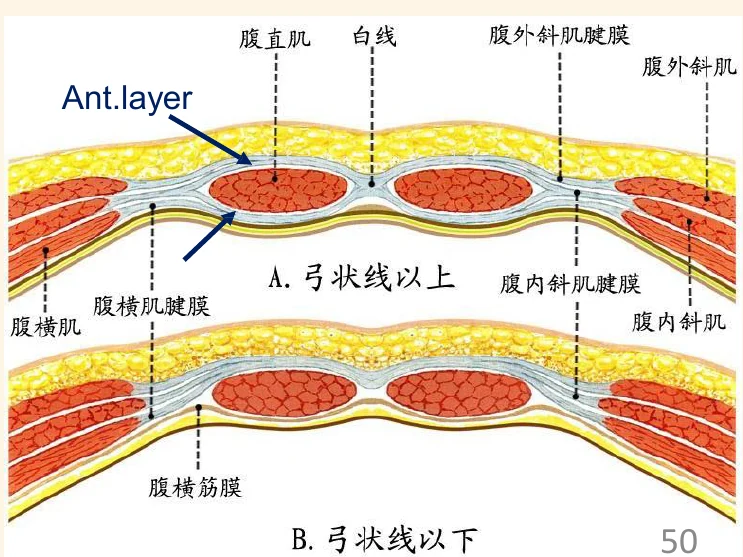 腹直肌 白线 腹外斜肌腱膜
腹外斜肌
Ant.layer
A.弓状线以上
腹内斜肌腱膜
腹横肌腱膜
腹横肌
腹内斜肌
腹横筋膜
B.弓状线以下
50